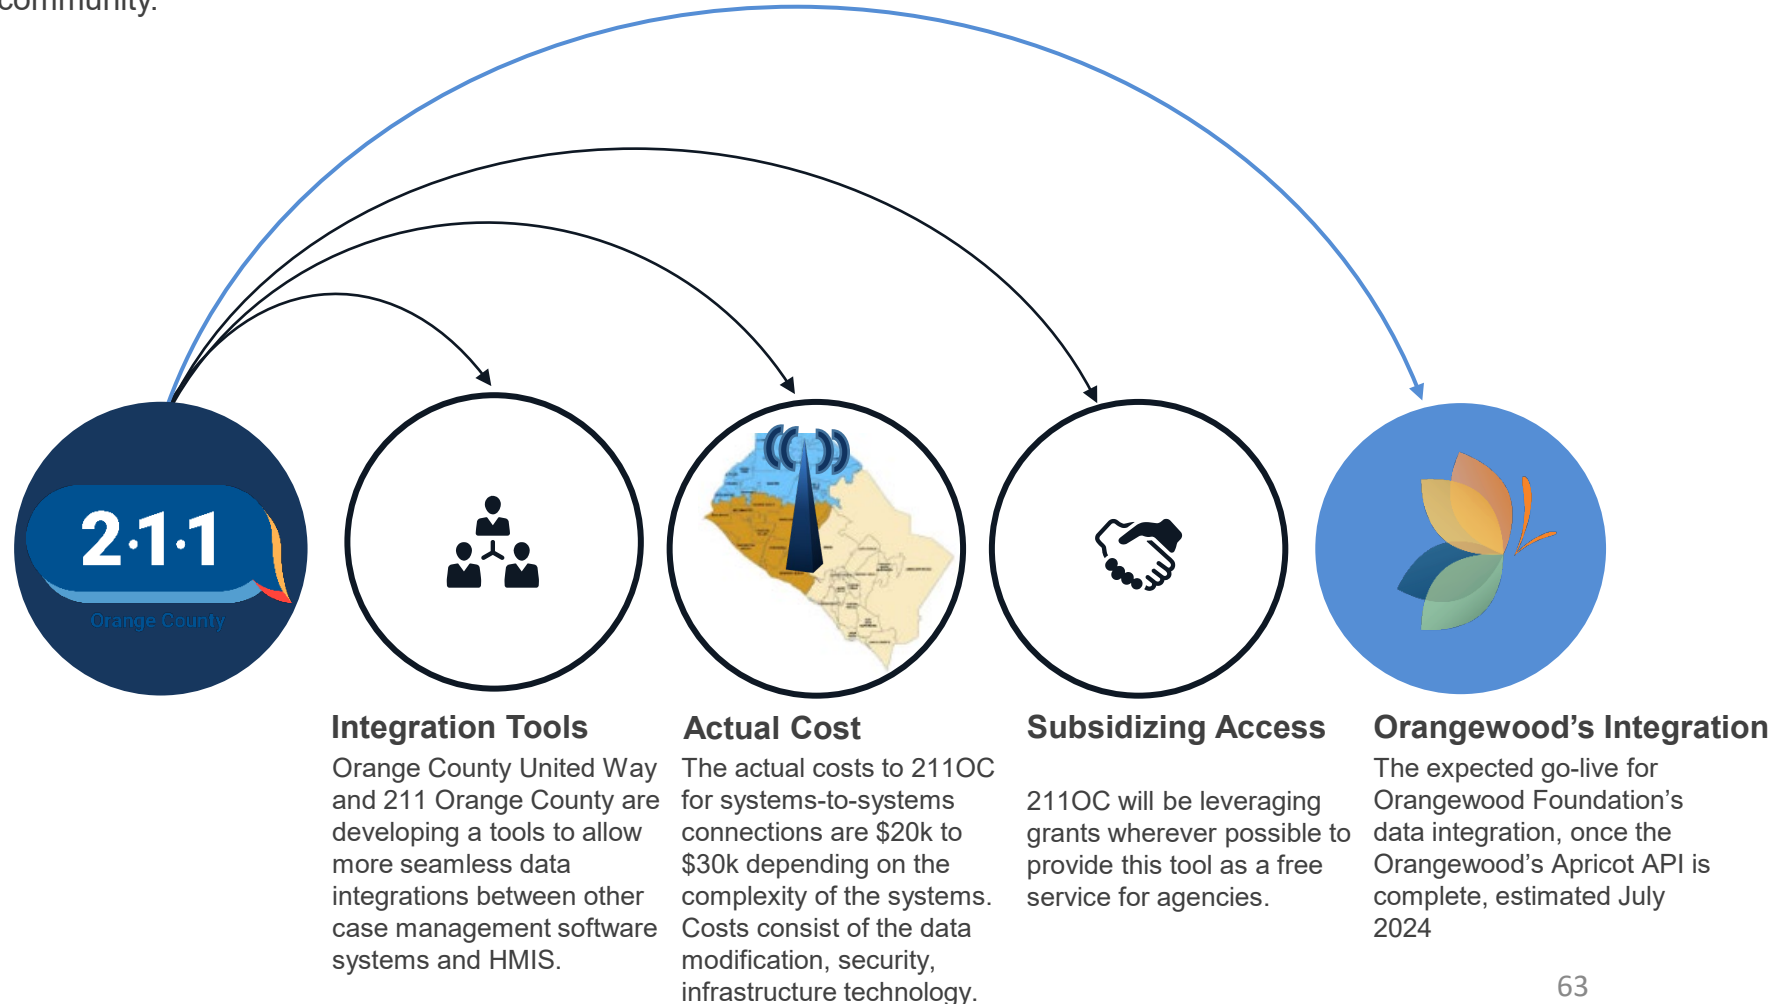 community.
2·1·1
Orange County
Integration Tools
Orange County United Way
and 211 Orange County are
developing a tools to allow
more seamless data
integrations between other
case management software
systems and HMIS.
Actual Cost
The actual costs to 211OC
for systems-to-systems
connections are $20k to
$30k depending on the
complexity of the systems.
Costs consist of the data
modification, security,
infrastructure technology.
Subsidizing Access
211OC will be leveraging
grants wherever possible to
provide this tool as a free
service for agencies.
Orangewood’s Integration
The expected go-live for
Orangewood Foundation’s
data integration, once the
Orangewood’s Apricot API is
complete, estimated July
2024
63